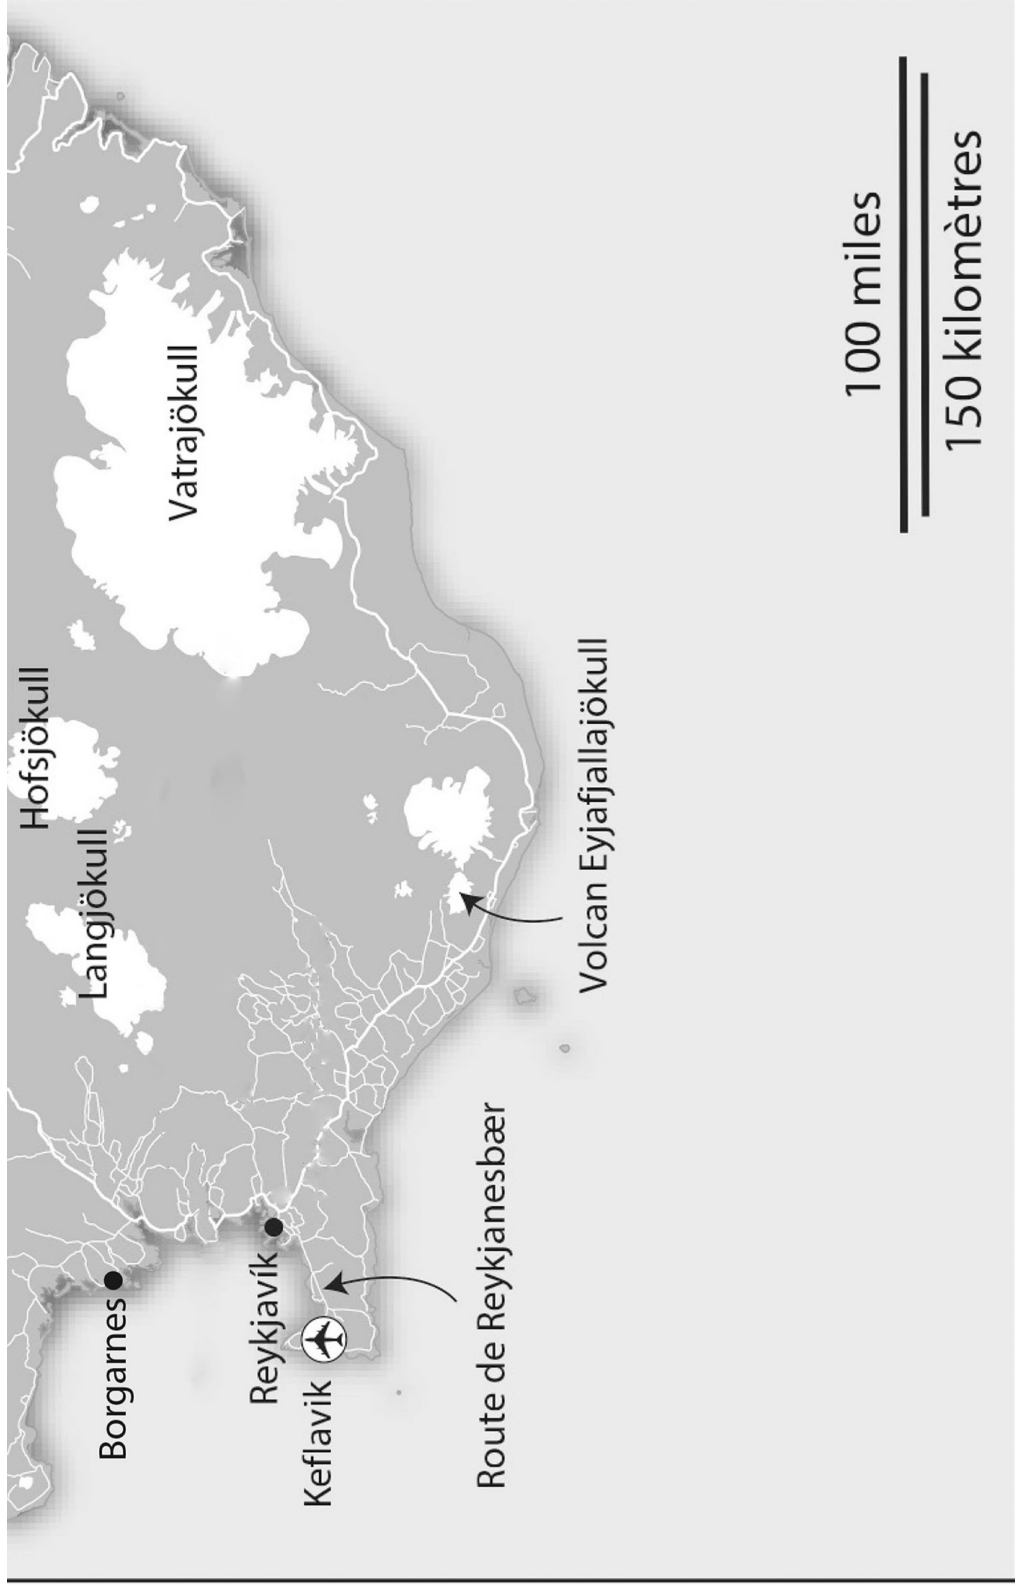 Hofsjökull
Langjökull
Vatrajökull
Borgarnes
Reykjavík
Keflavik
Route de Reykjanesbær
Volcan Eyjafjallajökull
100 miles
150 kilomètres